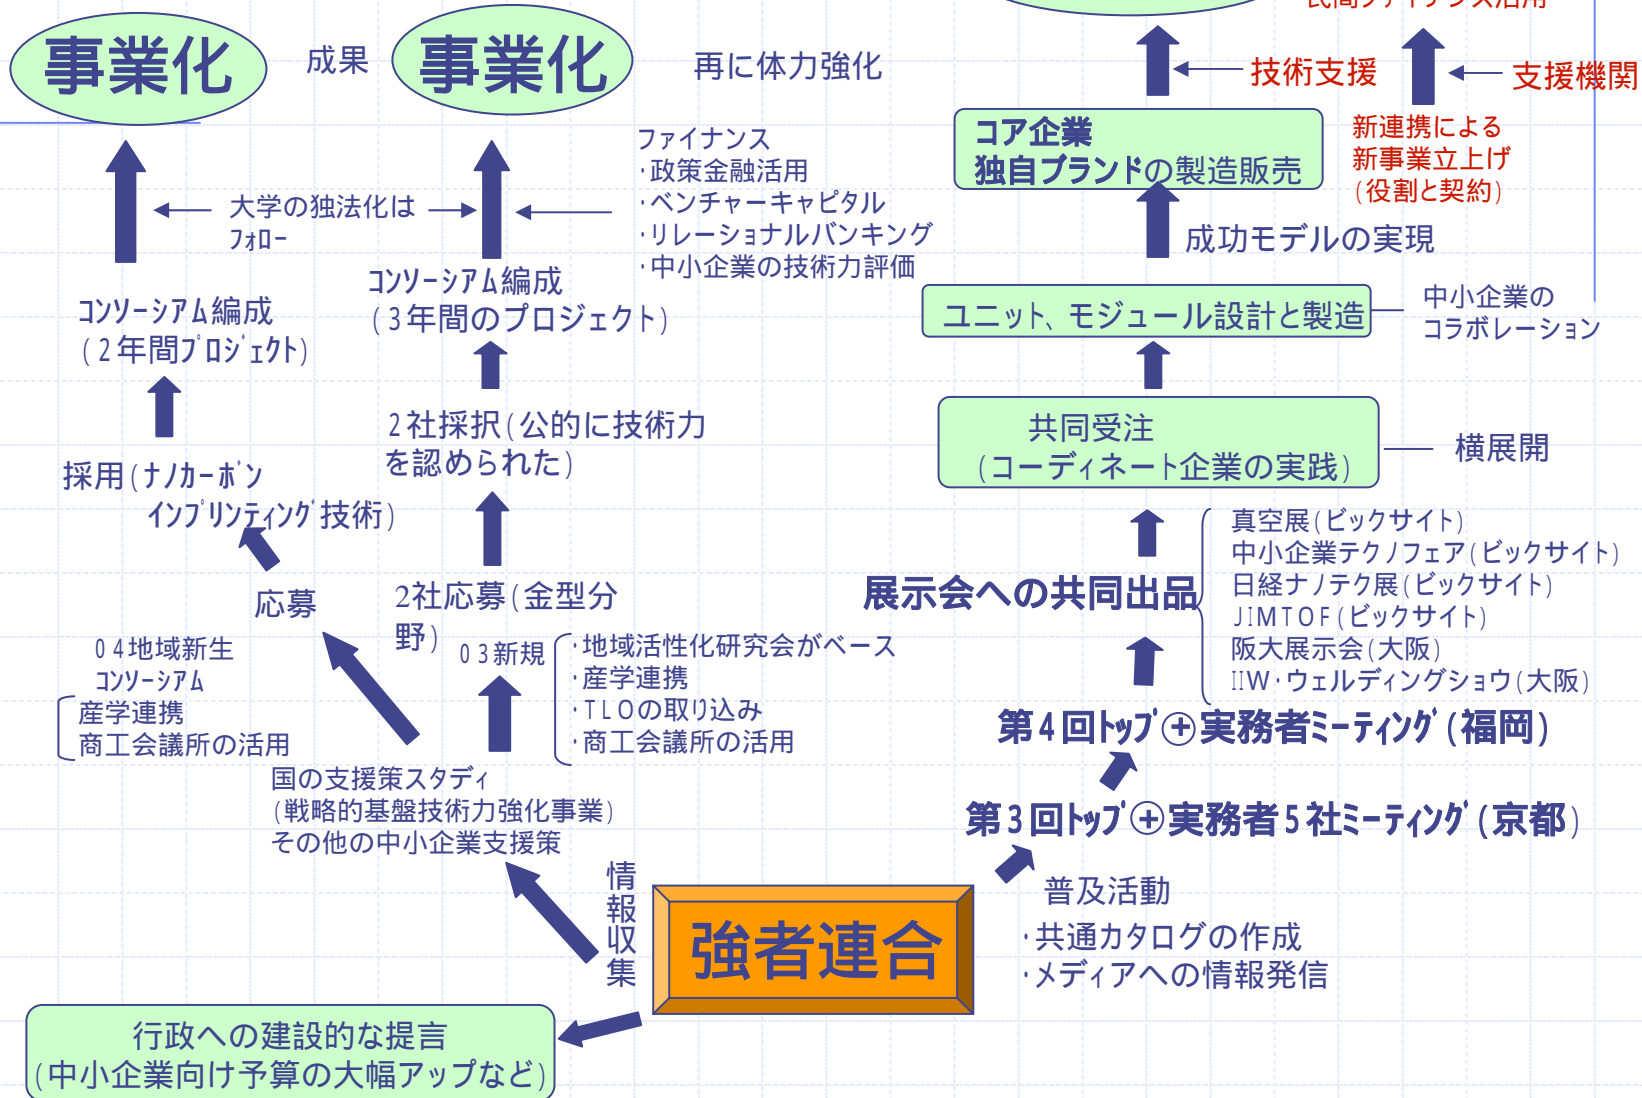 民間ファイナンス活用
事業化
成果
事業化
再に体力強化
技術支援
支援機関
コア企業
独自ブランドの製造販売
新連携による
新事業立上げ
(役割と契約)
ファイナンス
・政策金融活用
・ベンチャーキャピタル
・リレーショナルバンキング
・中小企業の技術力評価
大学の独法化は
フォロー
成功モデルの実現
コンソーシアム編成
(2年間プロジェクト)
コンソーシアム編成
(3年間のプロジェクト)
ユニット、モジュール設計と製造
中小企業の
コラボレーション
2社採択(公的に技術力
を認められた)
共同受注
(コーディネート企業の実践)
横展開
採用(ナノカーボン
インプリンティング技術)
真空展(ビックサイト)
中小企業テクノフェア(ビックサイト)
日経ナノテク展(ビックサイト)
JIMTOF(ビックサイト)
阪大展示会(大阪)
IIW・ウェルディングショウ(大阪)
展示会への共同出品
応募
2社応募(金型分
野)
03新規
・地域活性化研究会がベース
・産学連携
・TLOの取り込み
・商工会議所の活用
04地域新生
コンソーシアム
産学連携
商工会議所の活用
第4回トップ+実務者ミーティング(福岡)
国の支援策スタディ
(戦略的基盤技術力強化事業)
その他の中小企業支援策
第3回トップ+実務者5社ミーティング(京都)
情報収集
強者連合
普及活動
・共通カタログの作成
・メディアへの情報発信
行政への建設的な提言
(中小企業向け予算の大幅アップなど)